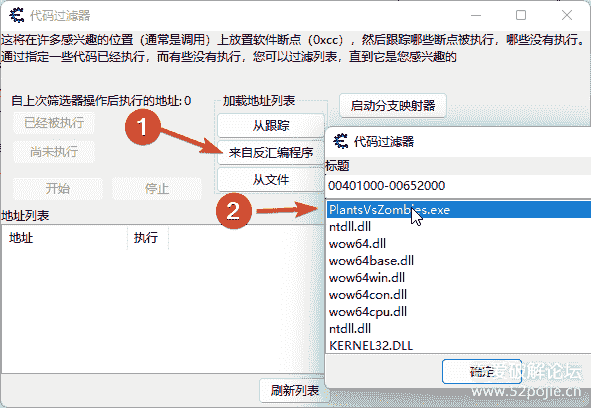 代码过滤器
这将在许多感兴趣的位置（通常是调用）上放置软件断点（0xcc），然后跟踪哪些断点被执行，哪些没有执行。
通过指定一些代码已经执行，而有些没有执行，您可以过滤列表，直到它是您感兴趣的
自上次筛选器操作后执行的地址: 0
加载地址列表
启动分支映射器
已经被执行
从跟踪
1
尚未执行
来自反汇编程序
开始
停止
从文件
地址列表
地址
执行
刷新列表
代码过滤器
标题
00401000-00652000
2
PlantsVsZombies.exe
ntdll.dll
wow64.dll
wow64base.dll
wow64win.dll
wow64con.dll
wow64cpu.dll
ntdll.dll
KERNEL32.DLL
确定
爱破解论坛
www.52pojie.cn